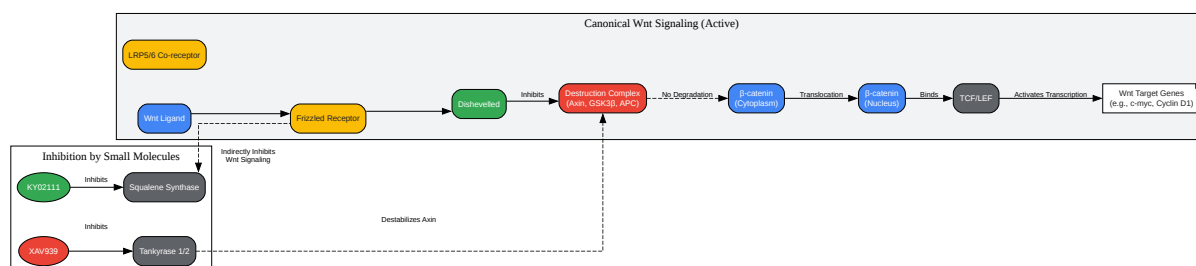 Canonical Wnt Signaling (Active)
LRP5/6 Co-receptor
Wnt Ligand
Frizzled Receptor
Dishevelled
Inhibits
Destruction Complex
(Axin, GSK3β, APC)
No Degradation
β-catenin
(Cytoplasm)
Translocation
β-catenin
(Nucleus)
Binds
TCF/LEF
Activates Transcription
Wnt Target Genes
(e.g., c-myc, Cyclin D1)
Inhibition by Small Molecules
Indirectly Inhibits
Wnt Signaling
KY02111
Inhibits
Squalene Synthase
XAV939
Inhibits
Tankyrase 1/2
Destabilizes Axin